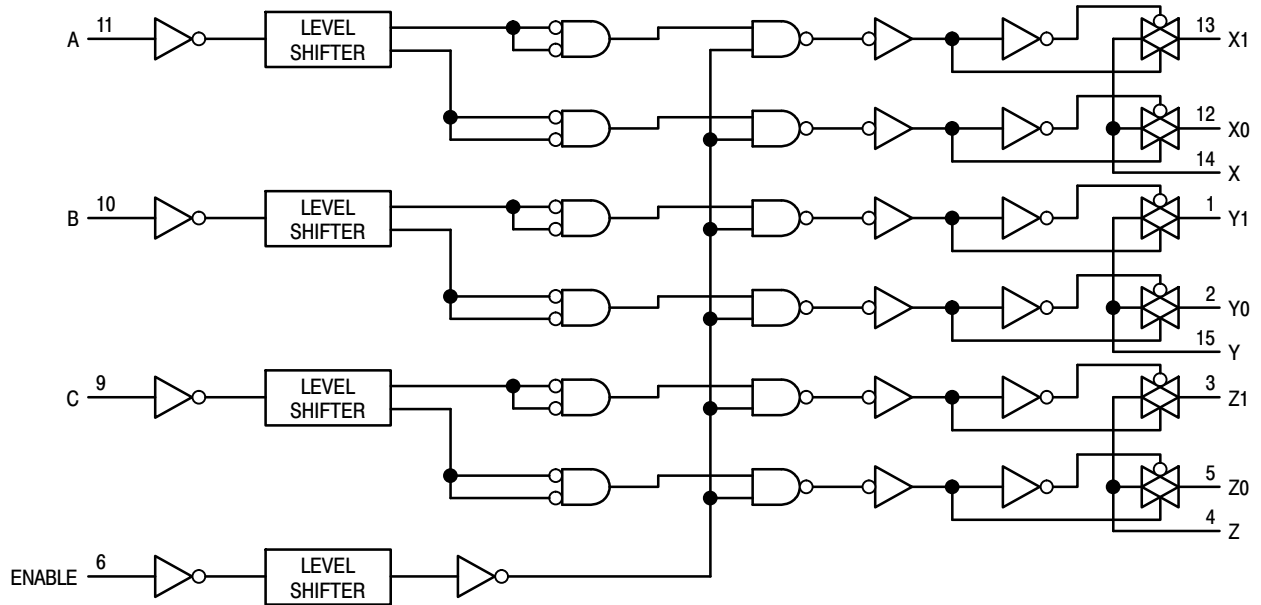 A 11 LEVEL SHIFTER 13 X1
12 X0
14 X
B 10 LEVEL SHIFTER 1 Y1
2 Y0
15 Y
C 9 LEVEL SHIFTER 3 Z1
5 Z0
4 Z
ENABLE 6 LEVEL SHIFTER